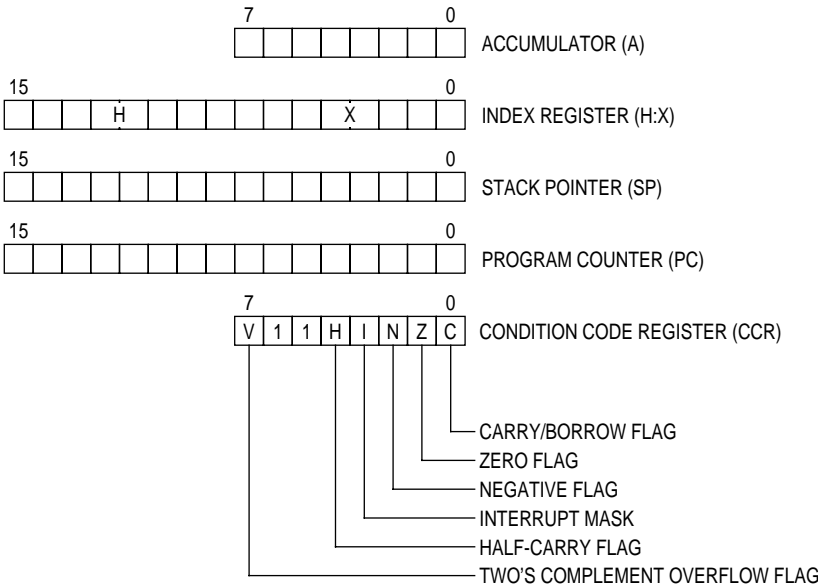 7 0
ACCUMULATOR (A)
15 0
H X INDEX REGISTER (H:X)
15 0
STACK POINTER (SP)
15 0
PROGRAM COUNTER (PC)
7 0
V 1 1 H I N Z C CONDITION CODE REGISTER (CCR)
CARRY/BORROW FLAG
ZERO FLAG
NEGATIVE FLAG
INTERRUPT MASK
HALF-CARRY FLAG
TWO'S COMPLEMENT OVERFLOW FLAG